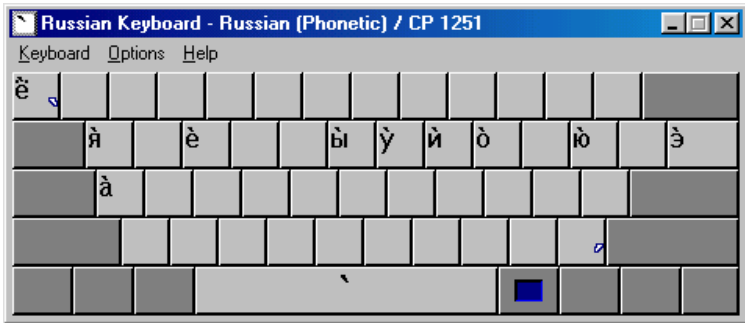 Russian Keyboard - Russian (Phonetic) / CP 1251
Keyboard Options Help
ѐ̈
я̀ ѐ ы̀ у̀ ѝ о̀ ю̀ э̀
а̀